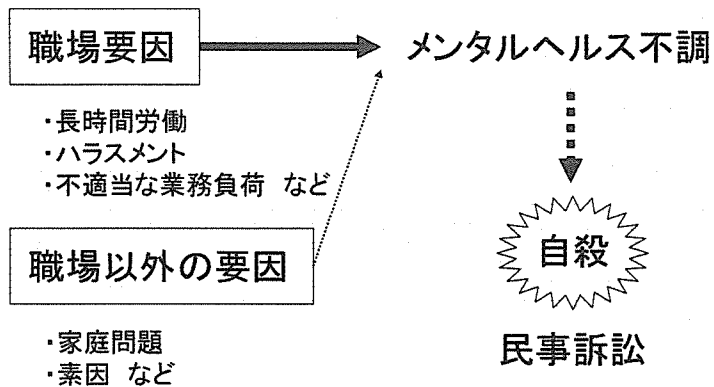 職場要因
メンタルヘルス不調
・長時間労働
・ハラスメント
・不適当な業務負荷 など
自殺
職場以外の要因
民事訴訟
・家庭問題
・素因 など